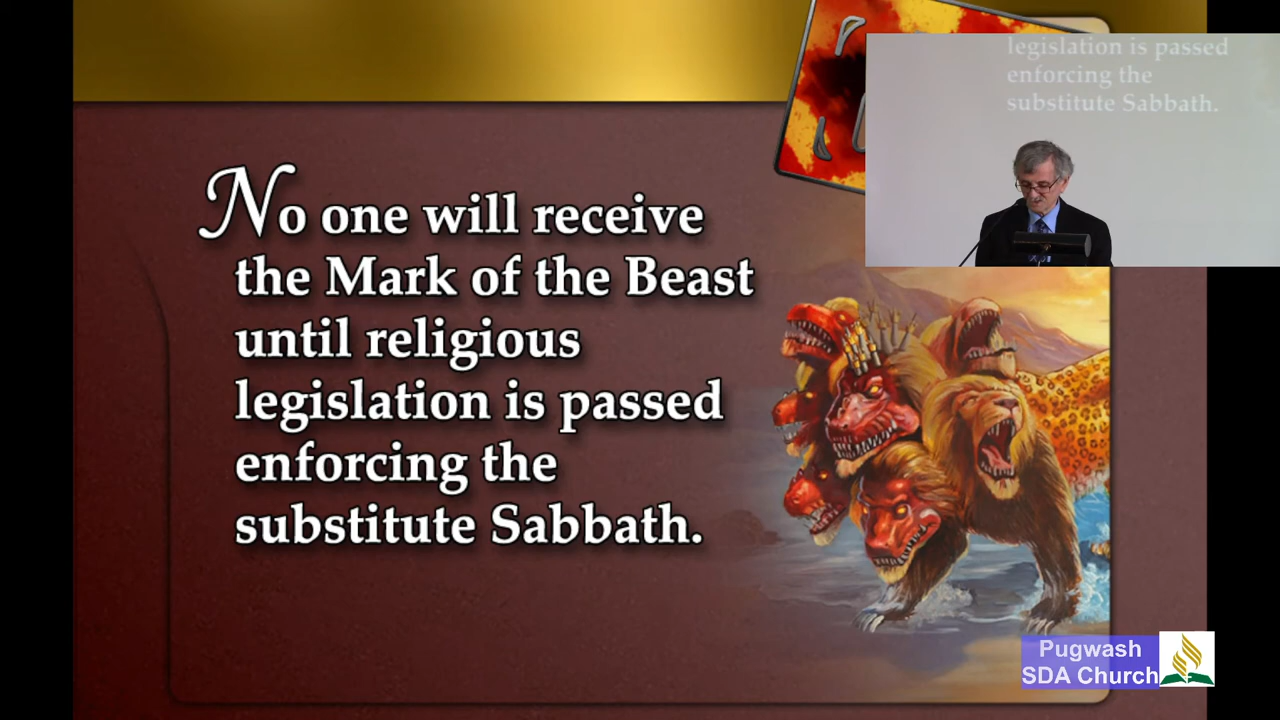 No one will receive
the Mark of the Beast
until religious
legislation is passed
enforcing the
substitute Sabbath.
legislation is passed
enforcing the
substitute Sabbath.
Pugwash
SDA Church